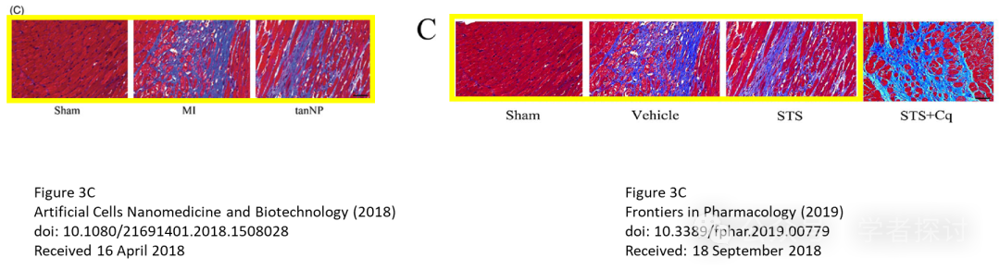 (C)
Sham MI tanNP
C
Sham Vehicle STS STS+Cq
Figure 3C
Artificial Cells Nanomedicine and Biotechnology (2018)
doi: 10.1080/21691401.2018.1508028
Received 16 April 2018
Figure 3C
Frontiers in Pharmacology (2019)
doi: 10.3389/fphar.2019.00779
Received: 18 September 2018
学者探讨